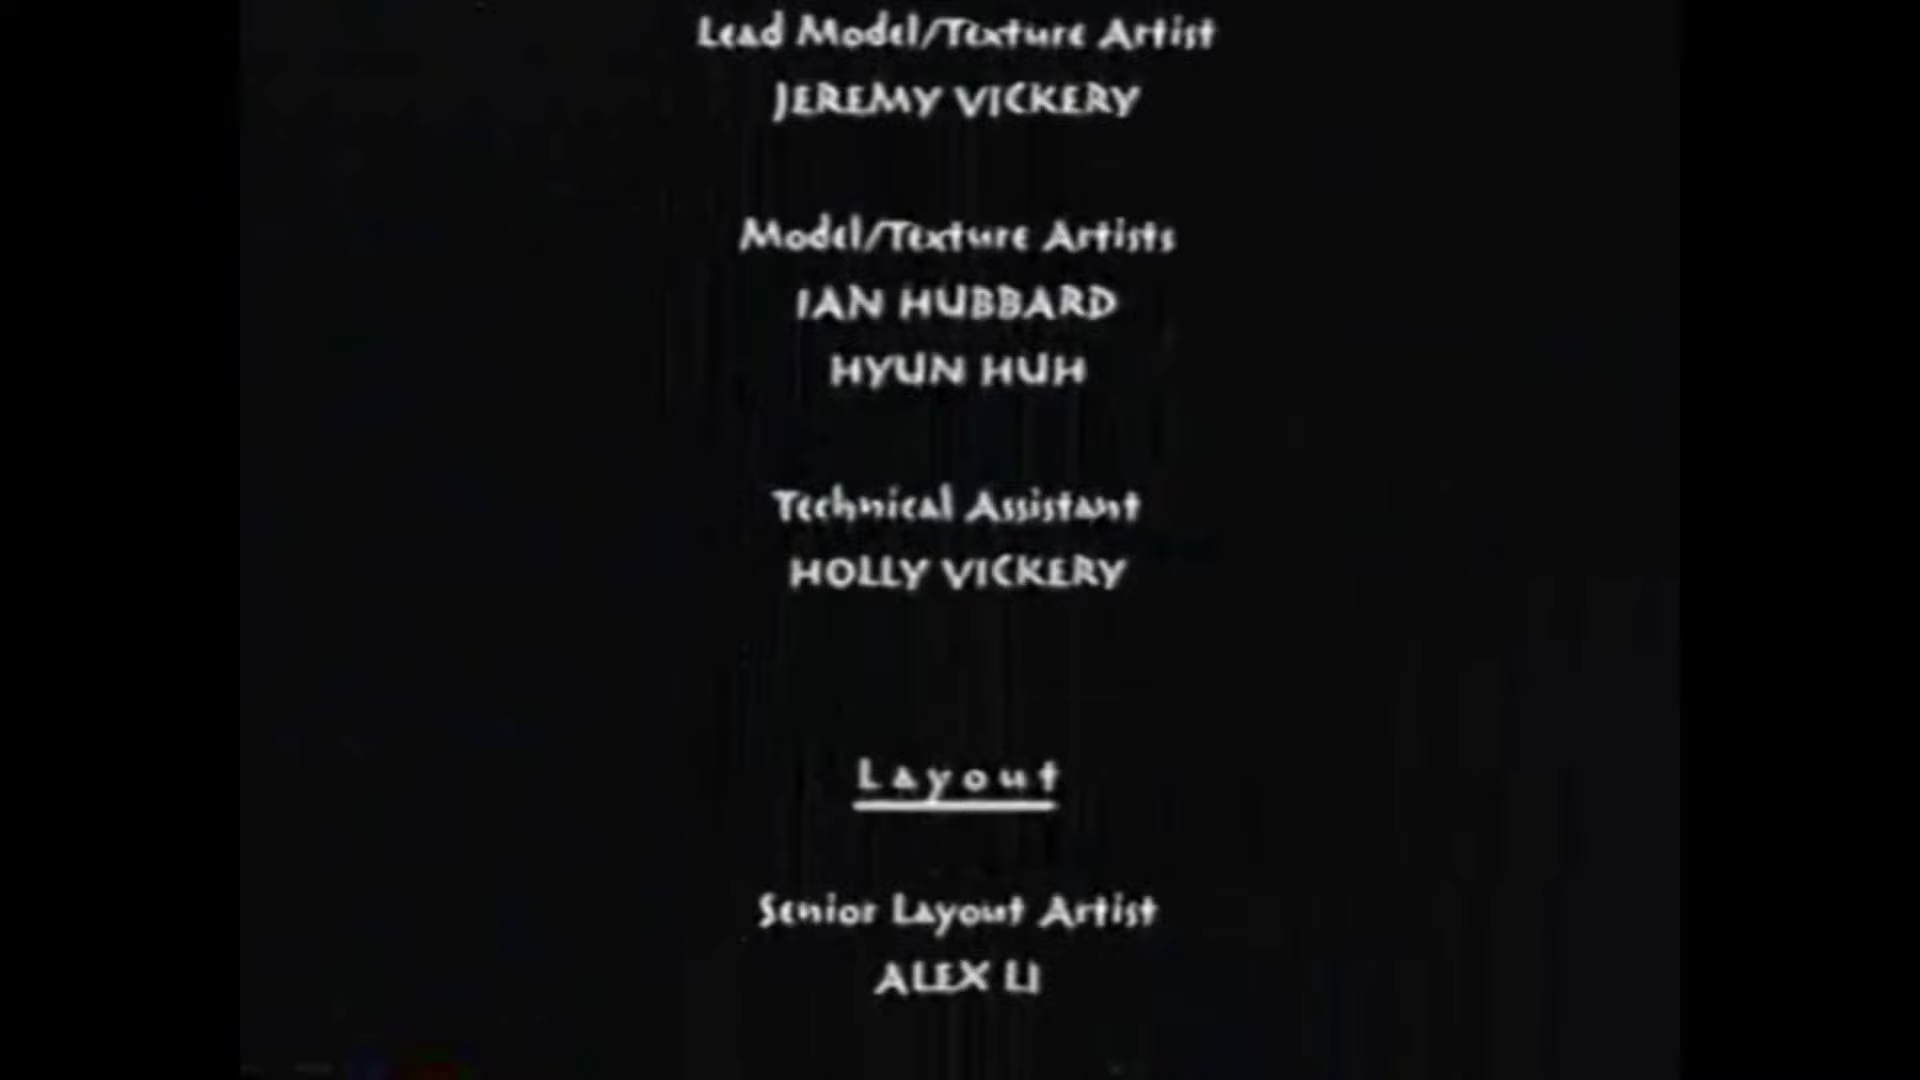 Lead Model/Texture Artist
JEREMY VICKERY
Model/Texture Artists
IAN HUBBARD
HYUN HUH
Technical Assistant
HOLLY VICKERY
Layout
Senior Layout Artist
ALEX LI